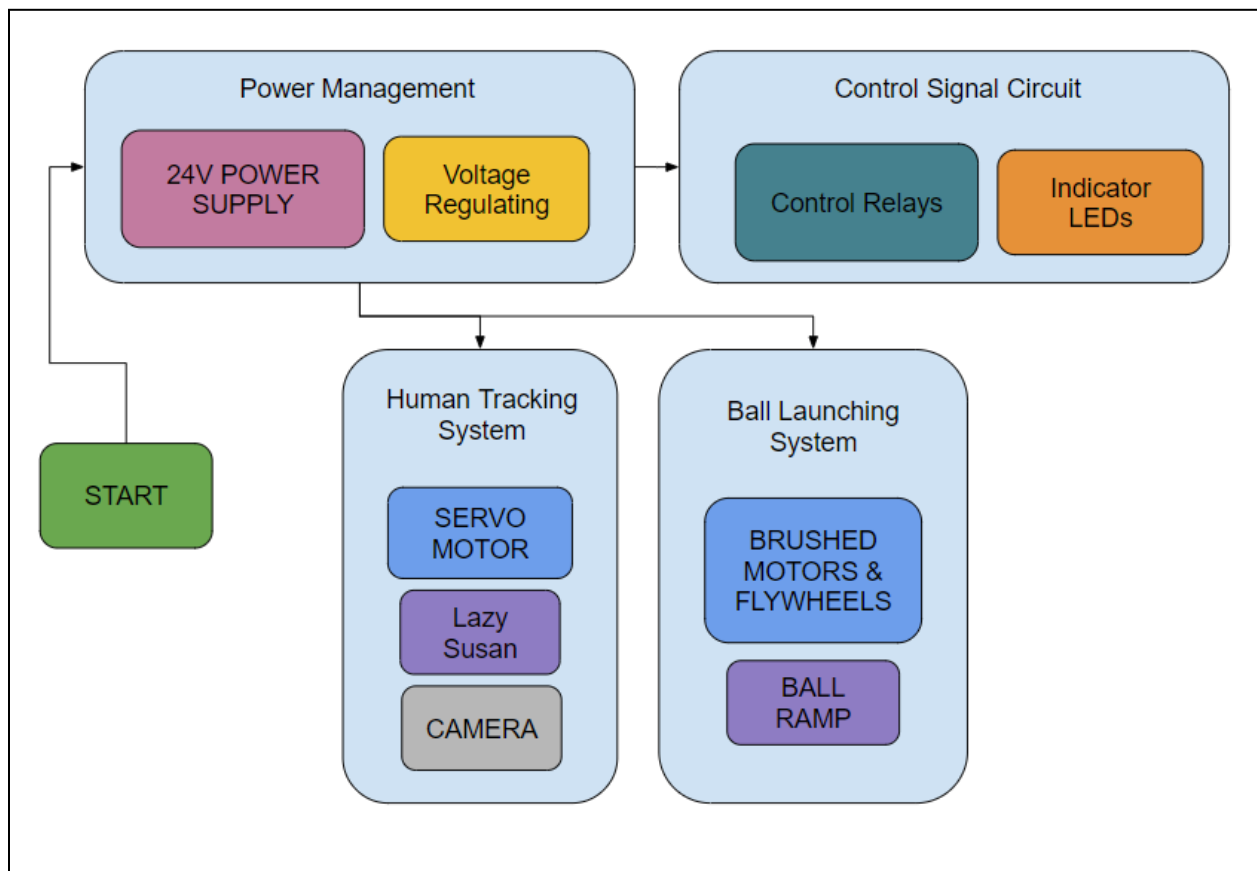 Power Management
24V POWER
SUPPLY
Voltage
Regulating
Control Signal Circuit
Control Relays
Indicator
LEDs
START
Human Tracking
System
SERVO
MOTOR
Lazy
Susan
CAMERA
Ball Launching
System
BRUSHED
MOTORS &
FLYWHEELS
BALL
RAMP